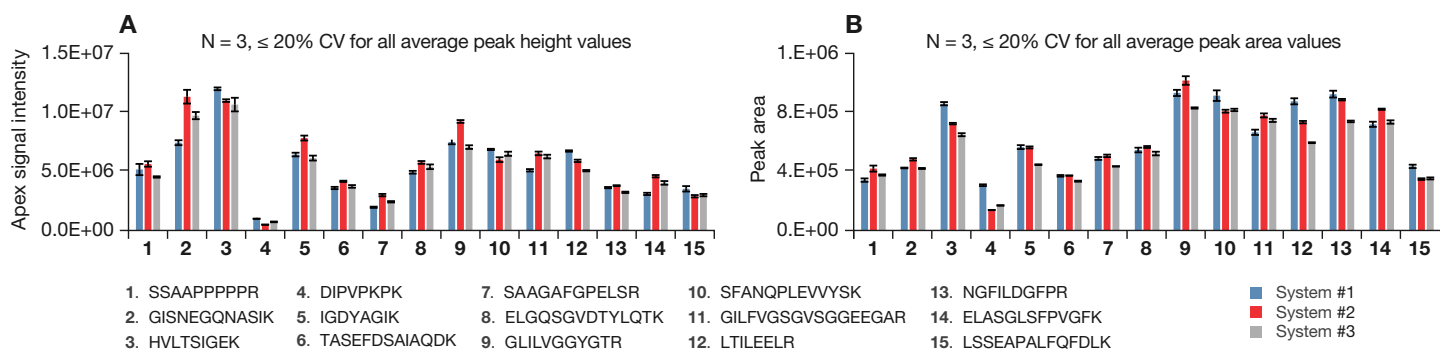 A
N = 3, ≤ 20% CV for all average peak height values
Apex signal intensity
1.5E+07
1.0E+07
5.0E+06
0.0E+00
1 2 3 4 5 6 7 8 9 10 11 12 13 14 15
B
N = 3, ≤ 20% CV for all average peak area values
Peak area
1.E+06
8.E+05
4.E+05
0.E+00
1 2 3 4 5 6 7 8 9 10 11 12 13 14 15
1. SSAAPPPPPR
2. GISNEGQNASIK
3. HVLTSIGEK
4. DIPVPKPK
5. IGDYAGIK
6. TASEFDSAIAQDK
7. SAAGAFGPELSR
8. ELGQSGVDTYLQTK
9. GLILVGGYGTR
10. SFANQPLEVVYSK
11. GILFVGSGVSGGEEGAR
12. LTILEELR
13. NGFILDGFPR
14. ELASGLSFPVGFK
15. LSSEAPALFQFDLK
System #1
System #2
System #3